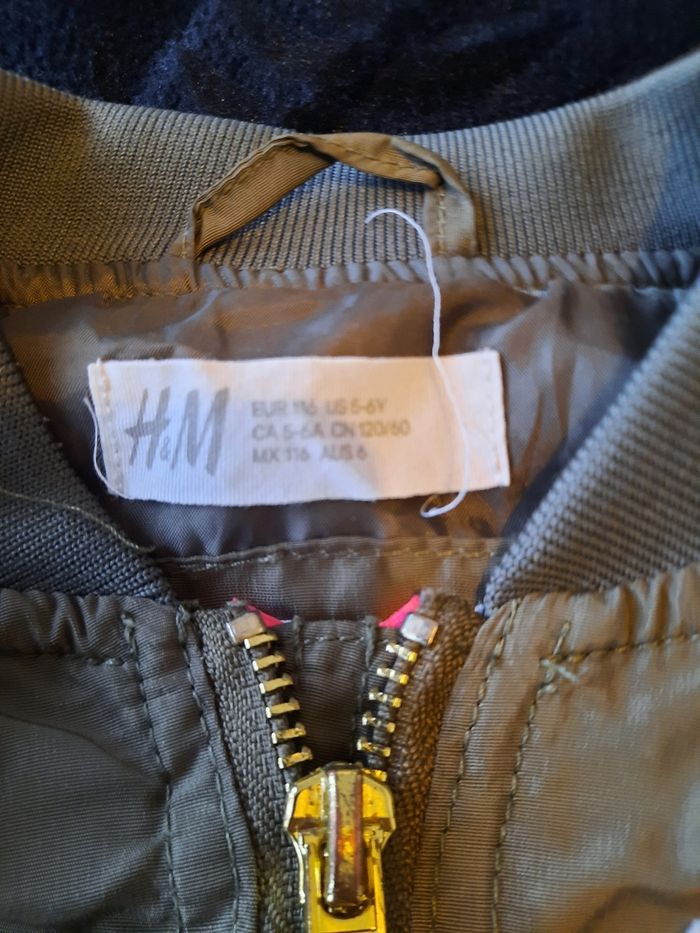 H&M
EUR 116 US 5-6Y
CA 5-6A CN 120/60
MX 116 AUS 6